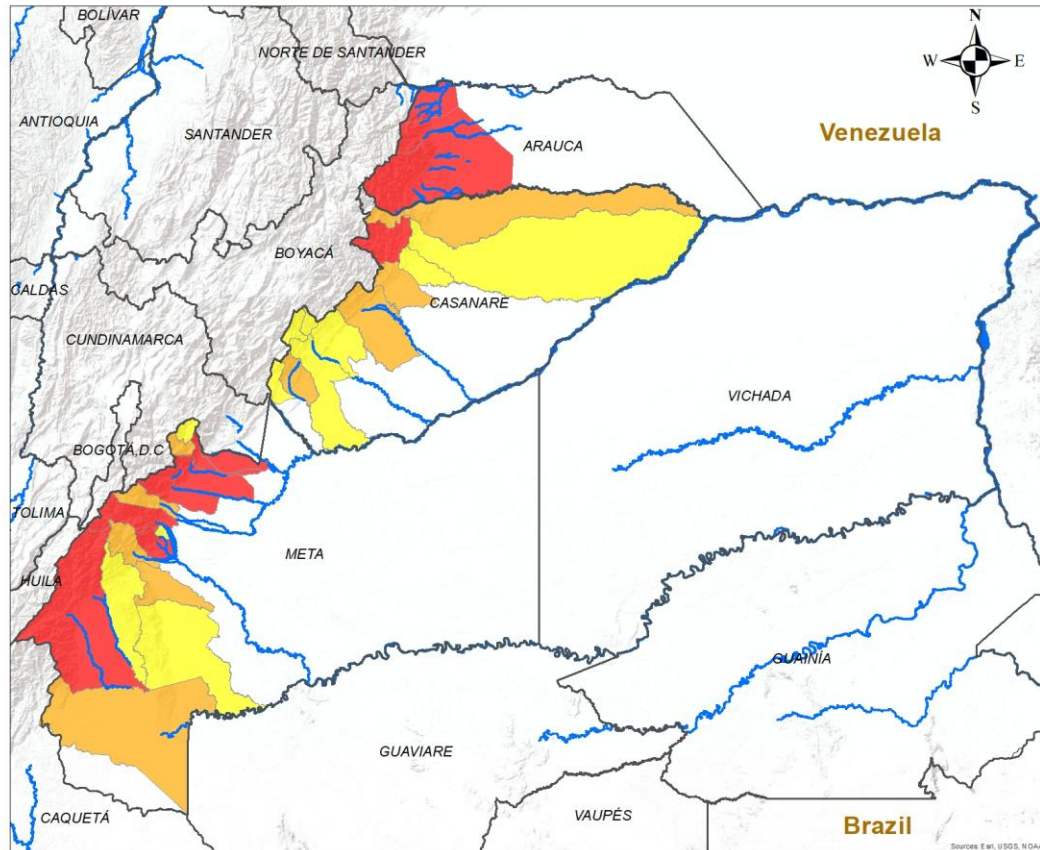 BOLÍVAR
NORTE DE SANTANDER
N
W
E
S
ANTIOQUIA
SANTANDER
ARAUCA
Venezuela
BOYACÁ
CALDAS
CASANARE
CUNDINAMARCA
VICHADA
BOGOTÁ,D.C
TOLIMA
META
HUILA
GUAINÍA
GUAVIARE
CAQUETÁ
VAUPÉS
Brazil
Sources: Esri, USGS, NOAA